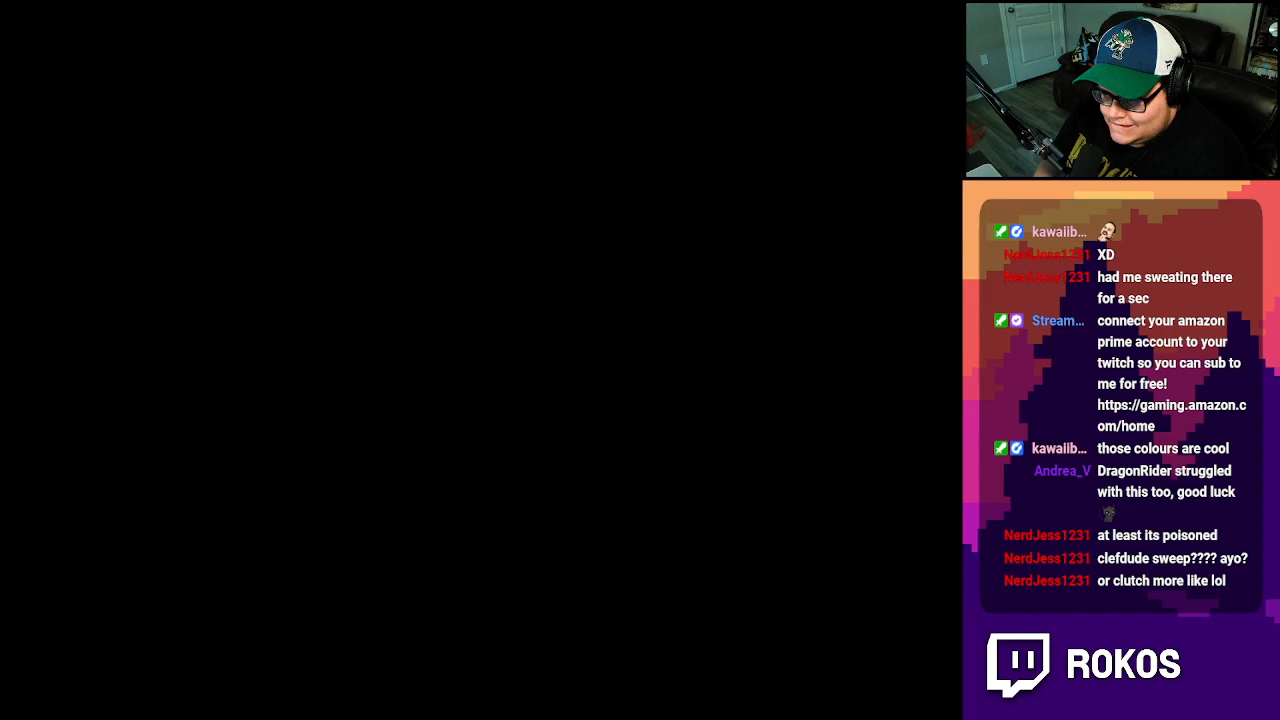 kawaiib... 
NerdJess1231 XD
NerdJess1231 had me sweating there
for a sec
Stream... connect your amazon
prime account to your
twitch so you can sub to
me for free!
https://gaming.amazon.c
om/home
kawaiib... those colours are cool
Andrea_V DragonRider struggled
with this too, good luck
NerdJess1231 at least its poisoned
NerdJess1231 clefdude sweep???? ayo?
NerdJess1231 or clutch more like lol
ROKOS